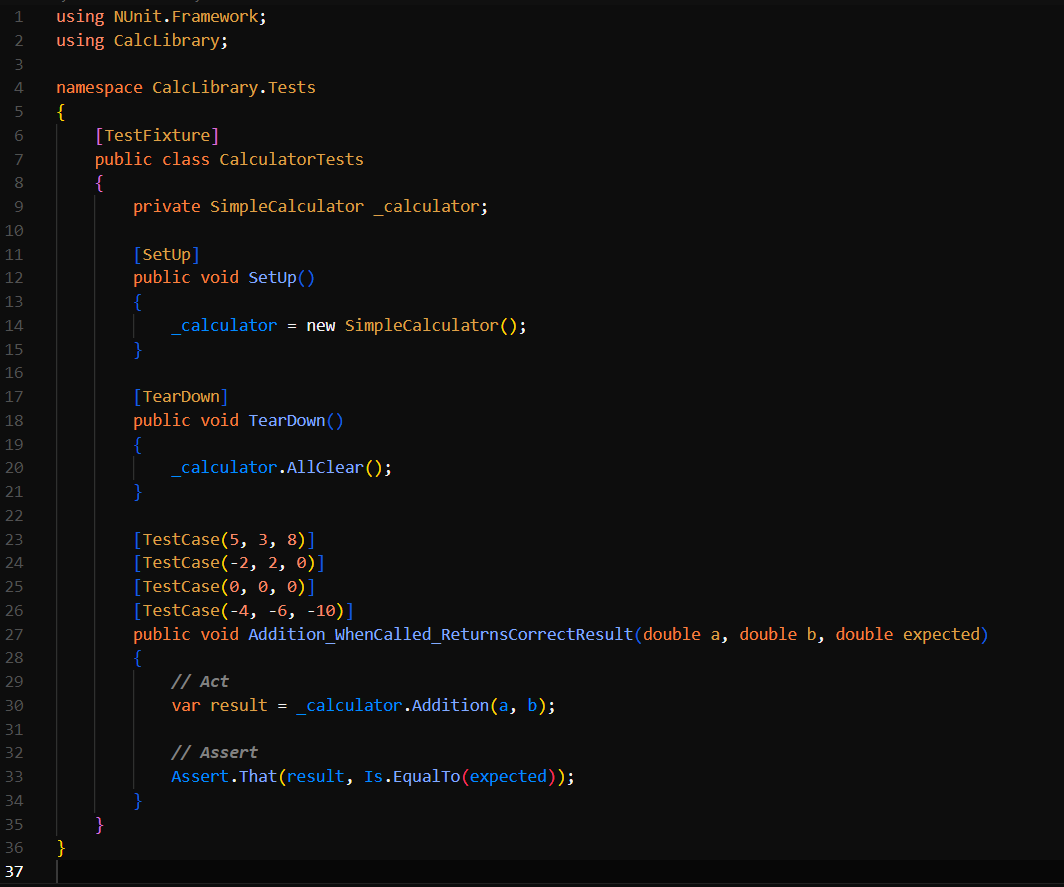 1 using NUnit.Framework;
2 using CalcLibrary;
3
4 namespace CalcLibrary.Tests
5 {
6 [TestFixture]
7 public class CalculatorTests
8 {
9 private SimpleCalculator _calculator;
10
11 [SetUp]
12 public void SetUp()
13 {
14 _calculator = new SimpleCalculator();
15 }
16
17 [TearDown]
18 public void TearDown()
19 {
20 _calculator.AllClear();
21 }
22
23 [TestCase(5, 3, 8)]
24 [TestCase(-2, 2, 0)]
25 [TestCase(0, 0, 0)]
26 [TestCase(-4, -6, -10)]
27 public void Addition_WhenCalled_ReturnsCorrectResult(double a, double b, double expected)
28 {
29 // Act
30 var result = _calculator.Addition(a, b);
31
32 // Assert
33 Assert.That(result, Is.EqualTo(expected));
34 }
35 }
36 }
37